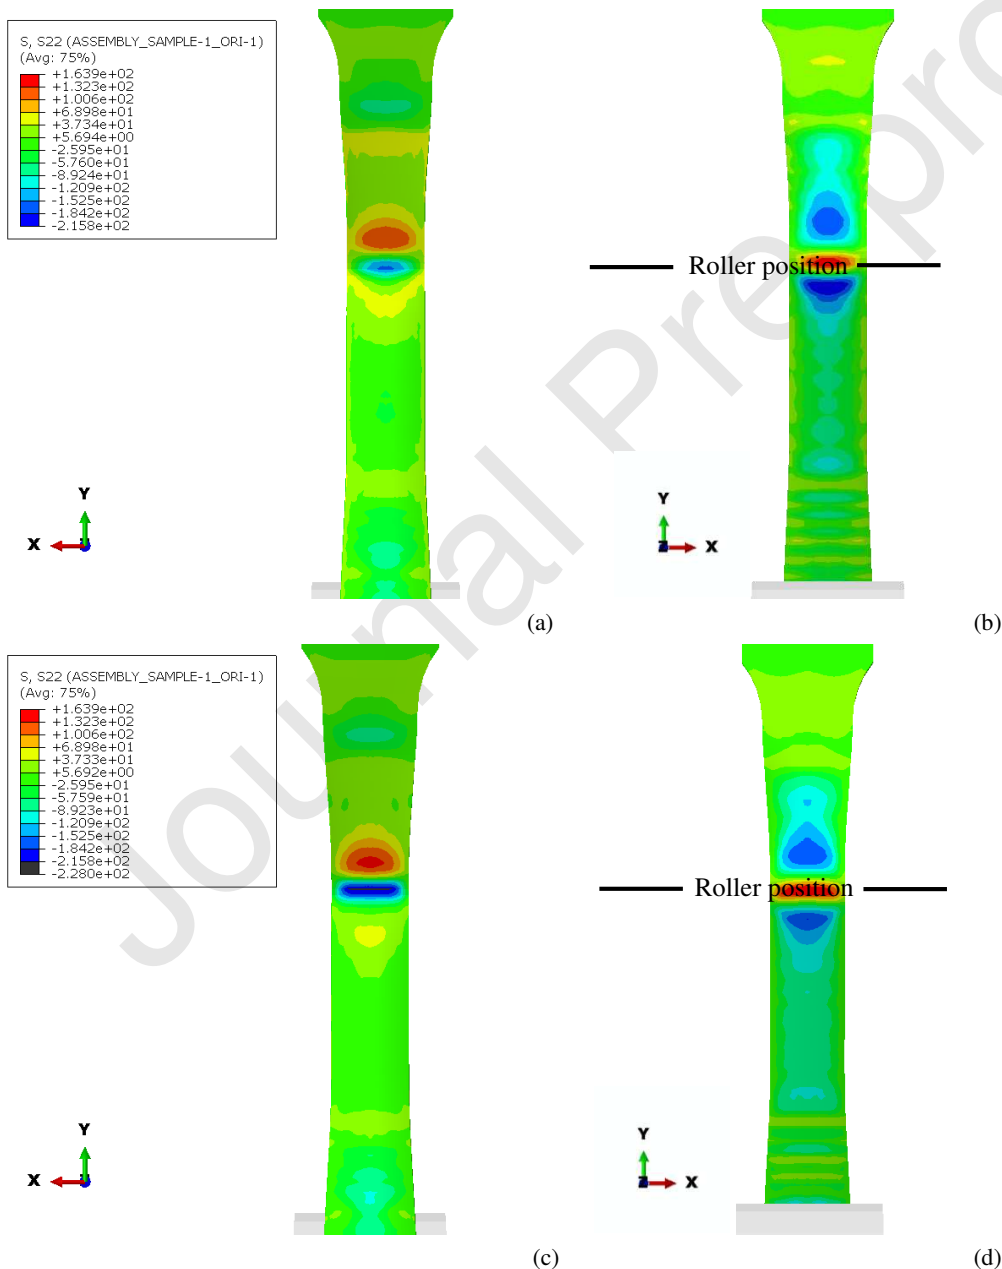 S, S22 (ASSEMBLY_SAMPLE-1_ORI-1)
(Avg: 75%)
+1.639e+02
+1.323e+02
+1.006e+02
+6.898e+01
+3.734e+01
+5.694e+00
-2.595e+01
-5.760e+01
-8.924e+01
-1.209e+02
-1.525e+02
-1.842e+02
-2.158e+02
Roller position
Y
X
Y
X
(a)
(b)
S, S22 (ASSEMBLY_SAMPLE-1_ORI-1)
(Avg: 75%)
+1.639e+02
+1.323e+02
+1.006e+02
+6.898e+01
+3.733e+01
+5.692e+00
-2.595e+01
-5.759e+01
-8.923e+01
-1.209e+02
-1.525e+02
-1.842e+02
-2.158e+02
-2.280e+02
Roller position
Y
X
Y
X
(c)
(d)
Journal Pre-pro